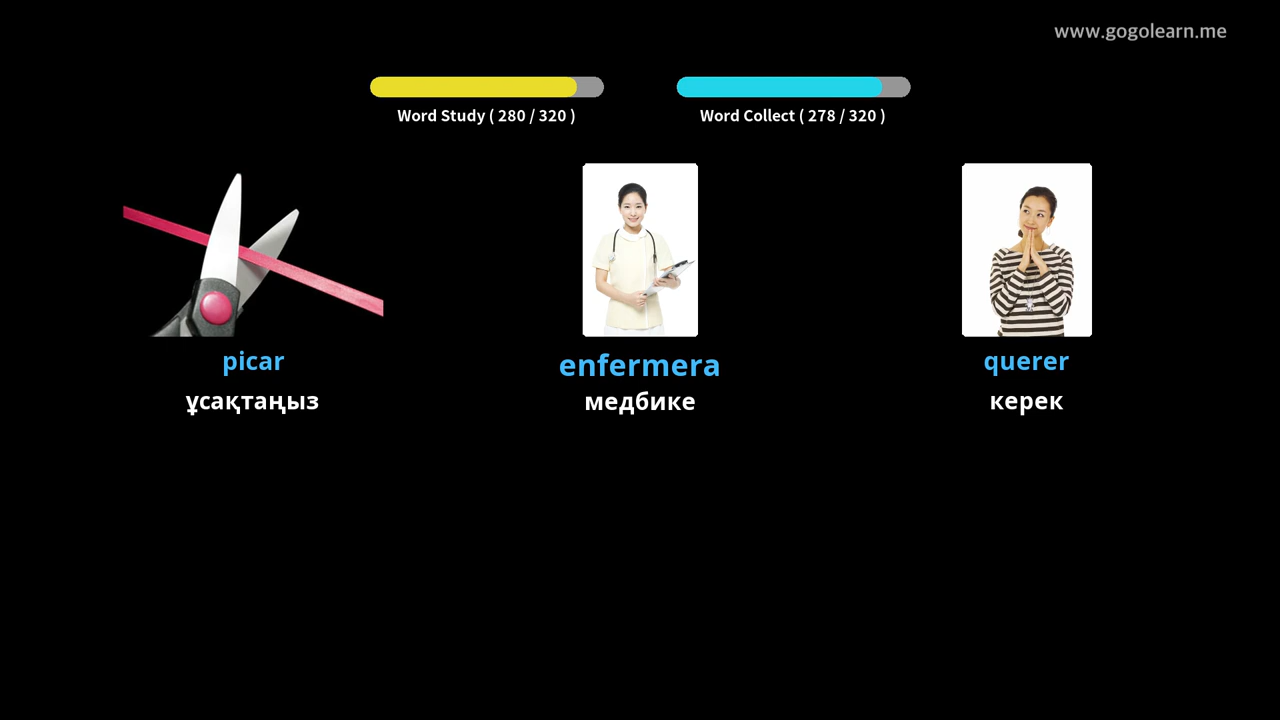 www.gogolearn.me
Word Study ( 280 / 320 )
Word Collect ( 278 / 320 )
picar
enfermera
querer
ұсақтаңыз
медбике
керек